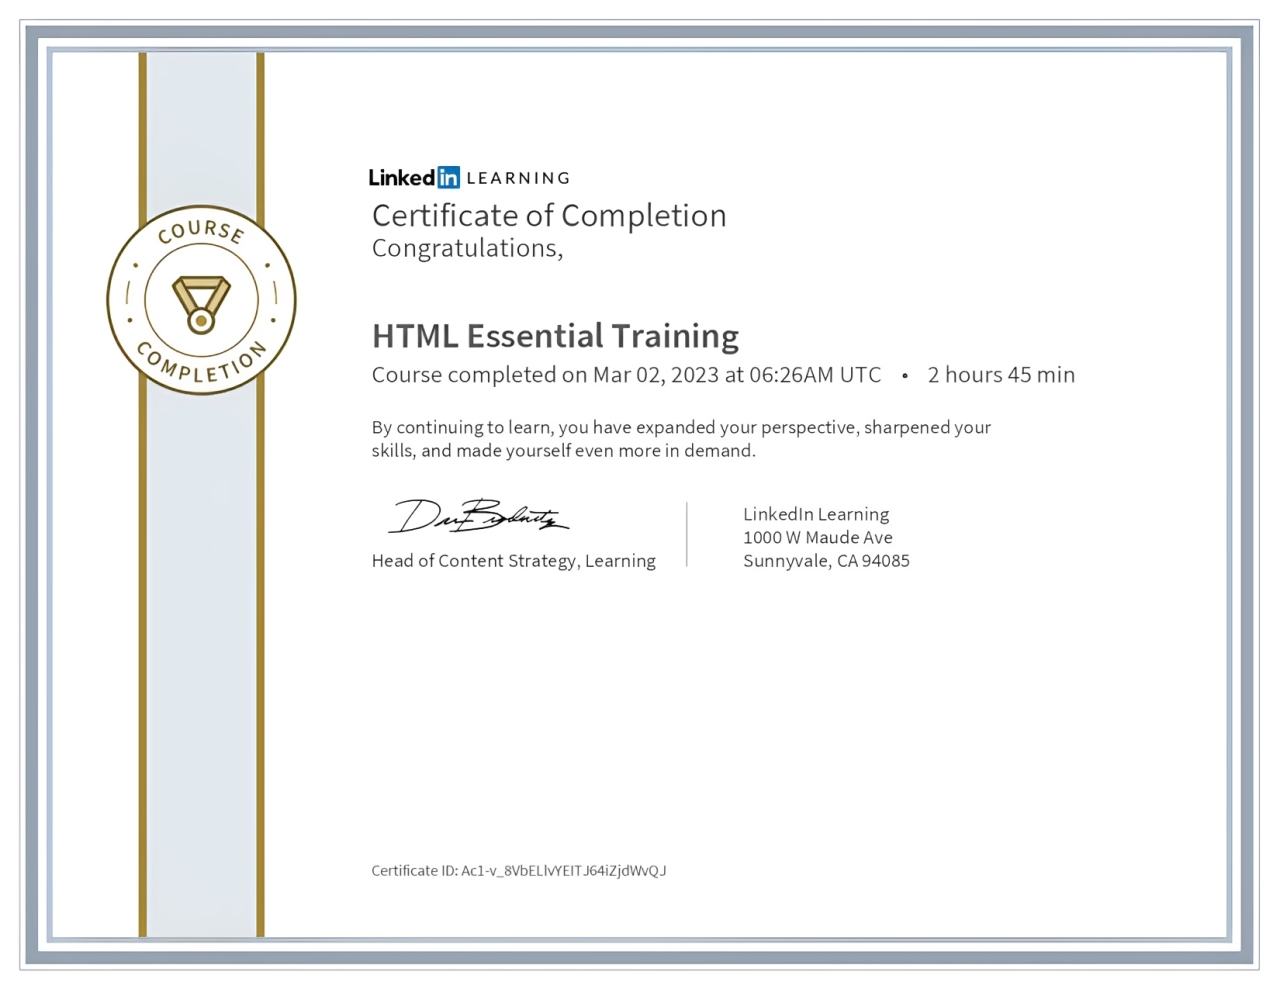 COURSE
COMPLETION
Linkedin LEARNING
Certificate of Completion
Congratulations,
HTML Essential Training
Course completed on Mar 02, 2023 at 06:26AM UTC • 2 hours 45 min
By continuing to learn, you have expanded your perspective, sharpened your
skills, and made yourself even more in demand.
Head of Content Strategy, Learning
LinkedIn Learning
1000 W Maude Ave
Sunnyvale, CA 94085
Certificate ID: Ac1-v_8VbELlvYEITJ64iZjdWvQJ